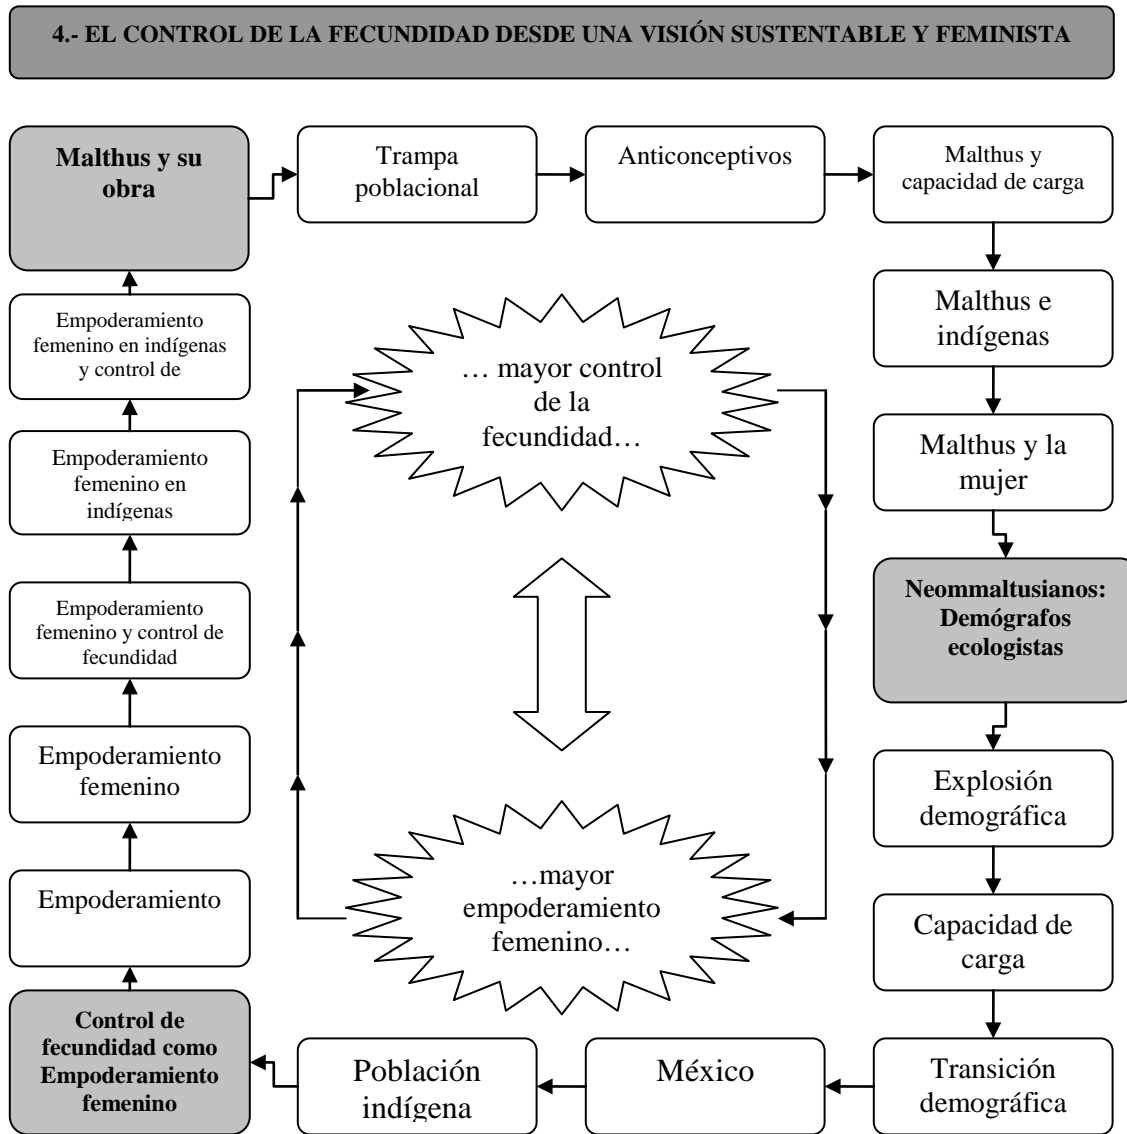 4.- EL CONTROL DE LA FECUNDIDAD DESDE UNA VISIÓN SUSTENTABLE Y FEMINISTA
Malthus y su
obra
Trampa
poblacional
Anticonceptivos
Malthus y
capacidad de carga
Malthus e
indígenas
Malthus y la
mujer
Neommaltusianos:
Demógrafos
ecologistas
Explosión
demográfica
Capacidad de
carga
Transición
demográfica
México
Población
indígena
Control de
fecundidad como
Empoderamiento
femenino
Empoderamiento
Empoderamiento
femenino
Empoderamiento
femenino y control de
fecundidad
Empoderamiento
femenino en
indígenas
Empoderamiento
femenino en indígenas
y control de
… mayor control
de la
fecundidad…
…mayor
empoderamiento
femenino…